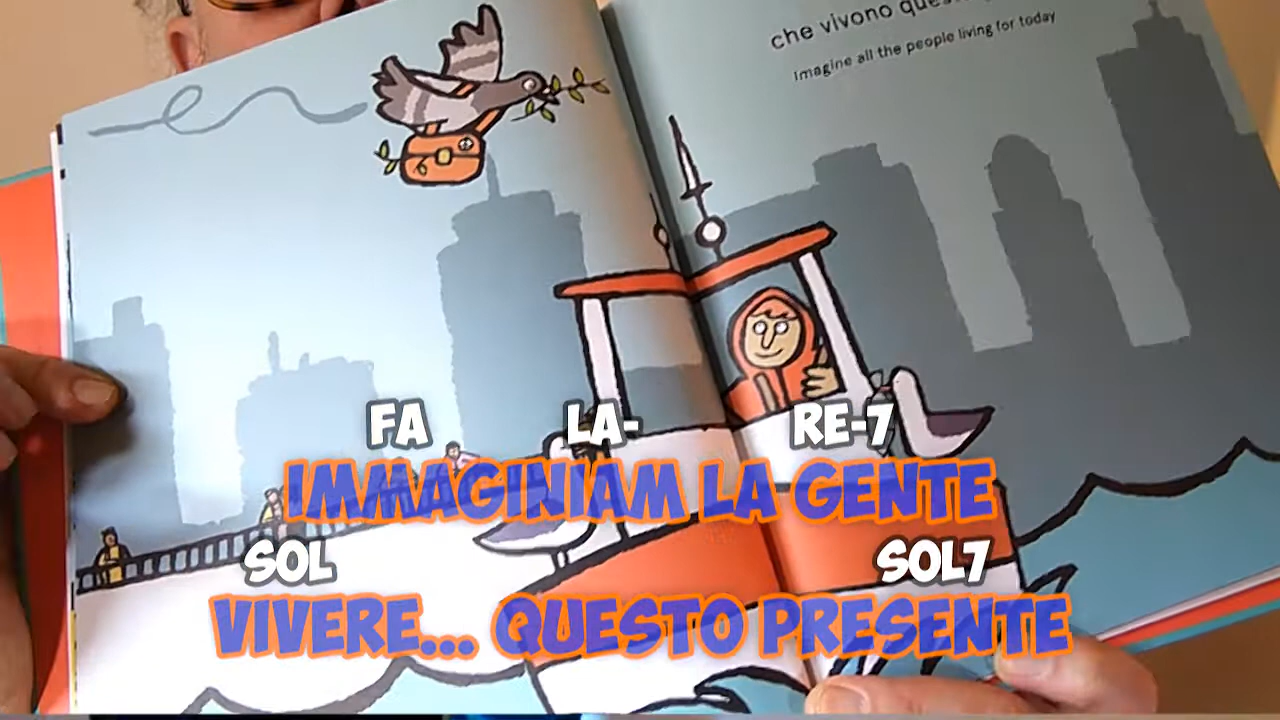 che vivono
Imagine all the people living for today
FA LA- RE-7
IMMAGINIAM LA GENTE
SOL SOL7
VIVERE... QUESTO PRESENTE